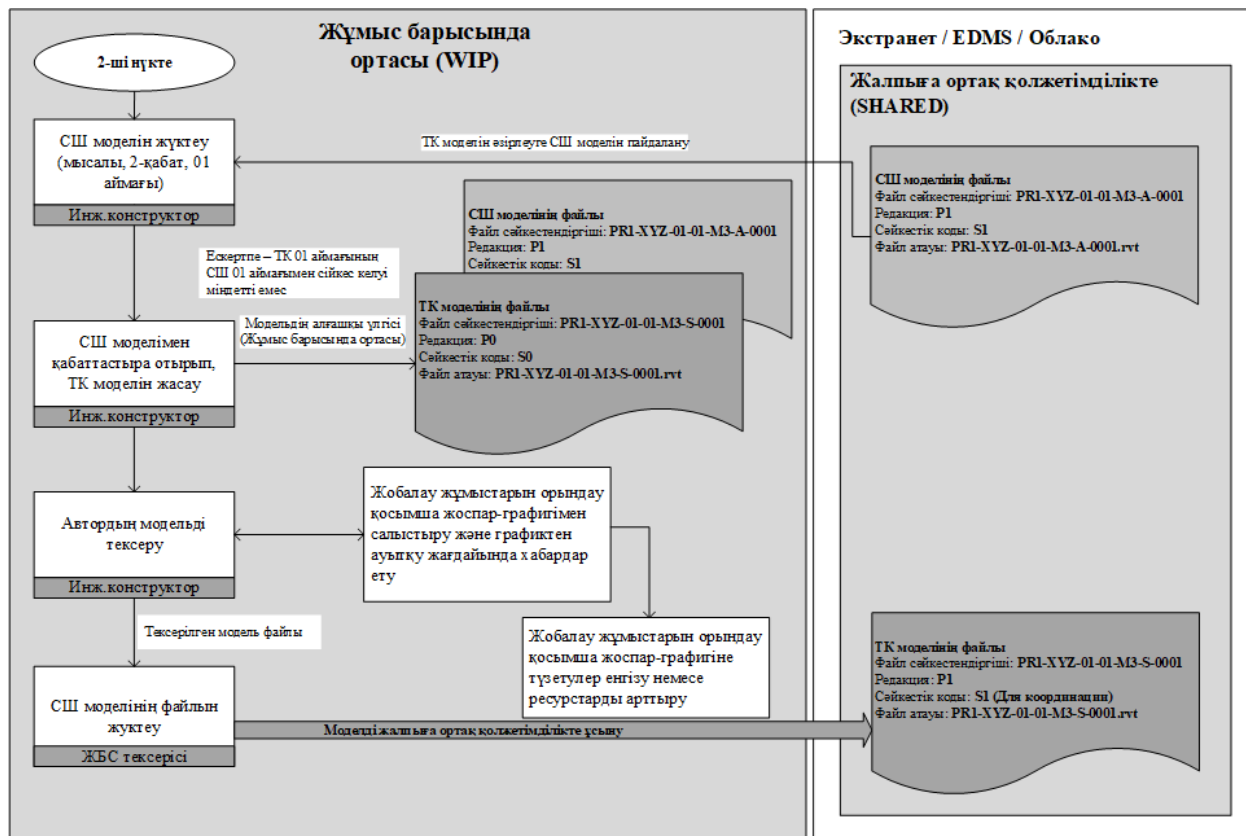 Жұмыс барысында
ортасы (WIP)
2-ші нүкте
СШ моделін жүктеу
(мысалы, 2-қабат, 01
аймағы)
Инж.конструктор
ТК моделін әзірлеуге СШ моделін пайдалану
СШ моделінің файлы
Файл сәйкестендіргіші: PR1-XYZ-01-01-M3-A-0001
Редакция: P1
Сәйкестік коды: S1
Ескертпе – ТК 01 аймағының
СШ 01 аймағымен сійкес келуі
міндетті емес
ТК моделінің файлы
Файл сәйкестендіргіші: PR1-XYZ-01-01-M3-S-0001
Редакция: P0
Сәйкестік коды: S0
Файл атауы: PR1-XYZ-01-01-M3-S-0001.rvt
Модельдің алғашқы үлгісі
(Жұмыс барысында ортасы)
СШ моделімен
қабаттастыра отырып,
ТК моделін жасау
Инж.конструктор
Автордың модельді
тексеру
Инж.конструктор
Жобалау жұмыстарын орындау
қосымша жоспар-графигімен
салыстыру және графиктен
ауытқу жағдайында хабардар
ету
Тексерілген модель файлы
Жобалау жұмыстарын орындау
қосымша жоспар-графигіне
түзетулер енгізу немесе
ресурстарды арттыру
СШ моделінің файлын
жуктеу
ЖБС тексерісі
Моделді жалпыға ортақ қолжетімділікте ұсыну
Экстранет / EDMS / Облако
Жалпыға ортақ қолжетімділікте
(SHARED)
СШ моделінің файлы
Файл сәйкестендіргіші: PR1-XYZ-01-01-M3-A-0001
Редакция: P1
Сәйкестік коды: S1
Файл атауы: PR1-XYZ-01-01-M3-A-0001.rvt
ТК моделінің файлы
Файл сәйкестендіргіші: PR1-XYZ-01-01-M3-S-0001
Редакция: P1
Сәйкестік коды: S1 (Для координации)
Файл атауы: PR1-XYZ-01-01-M3-S-0001.rvt